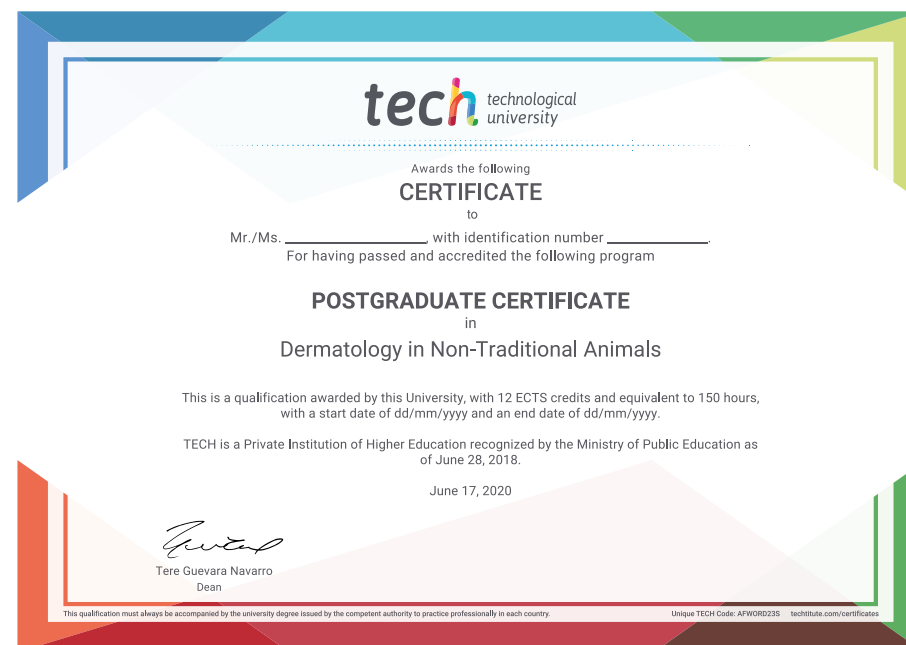 tech technological
university
Awards the following
CERTIFICATE
to
Mr./Ms. ____________________, with identification number ______________.
For having passed and accredited the following program
POSTGRADUATE CERTIFICATE
in
Dermatology in Non-Traditional Animals
This is a qualification awarded by this University, with 12 ECTS credits and equivalent to 150 hours,
with a start date of dd/mm/yyyy and an end date of dd/mm/yyyy.
TECH is a Private Institution of Higher Education recognized by the Ministry of Public Education as
of June 28, 2018.
June 17, 2020
Tere Guevara Navarro
Dean
This qualification must always be accompanied by the university degree issued by the competent authority to practice professionally in each country. Unique TECH Code: AFWORD23S techtitute.com/certificates